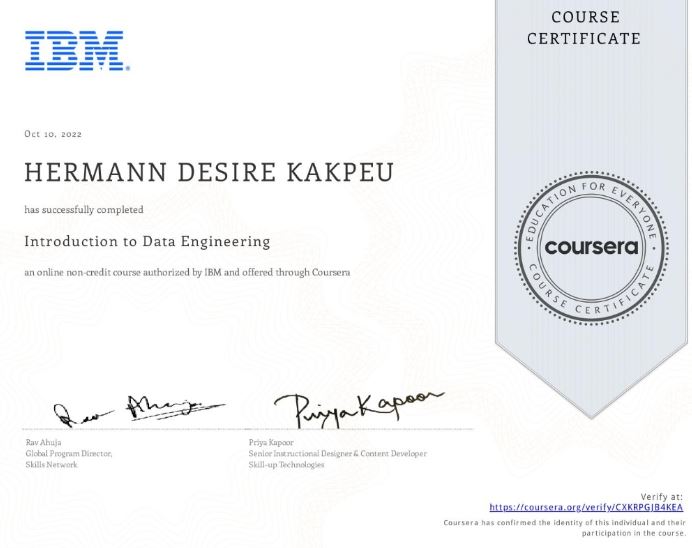 IBM®
COURSE
CERTIFICATE
Oct 10, 2022
HERMANN DESIRE KAKPEU
has successfully completed
Introduction to Data Engineering
an online non-credit course authorized by IBM and offered through Coursera
EDUCATION FOR EVERYONE
coursera
COURSE CERTIFICATE
Rav Ahuja
Priya Kapoor
Rav Ahuja
Global Program Director,
Skills Network
Priya Kapoor
Senior Instructional Designer & Content Developer
Skill-up Technologies
Verify at:
https://coursera.org/verify/CXKRPGJB4KEA
Coursera has confirmed the identity of this individual and their
participation in the course.